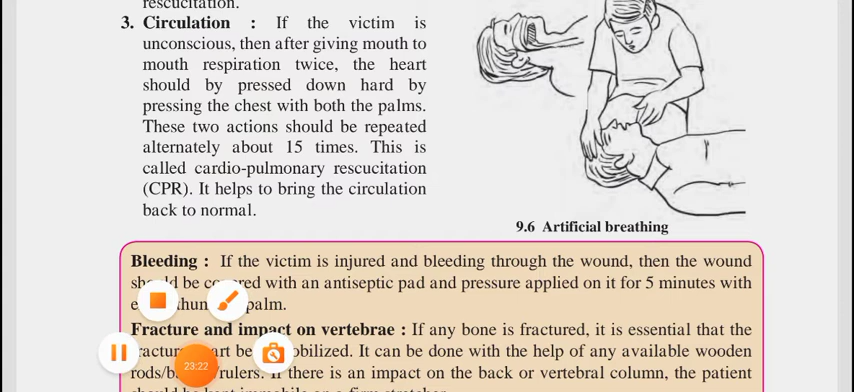 rescucitation.
3. Circulation : If the victim is
unconscious, then after giving mouth to
mouth respiration twice, the heart
should by pressed down hard by
pressing the chest with both the palms.
These two actions should be repeated
alternately about 15 times. This is
called cardio-pulmonary rescucitation
(CPR). It helps to bring the circulation
back to normal.
9.6 Artificial breathing
Bleeding : If the victim is injured and bleeding through the wound, then the wound
be with an antiseptic pad and pressure applied on it for 5 minutes with
palm.
Fracture and impact on vertebrae : If any bone is fractured, it is essential that the
be It can be done with the help of any available wooden
rulers. If there is an impact on the back or vertebral column, the patient
23:22